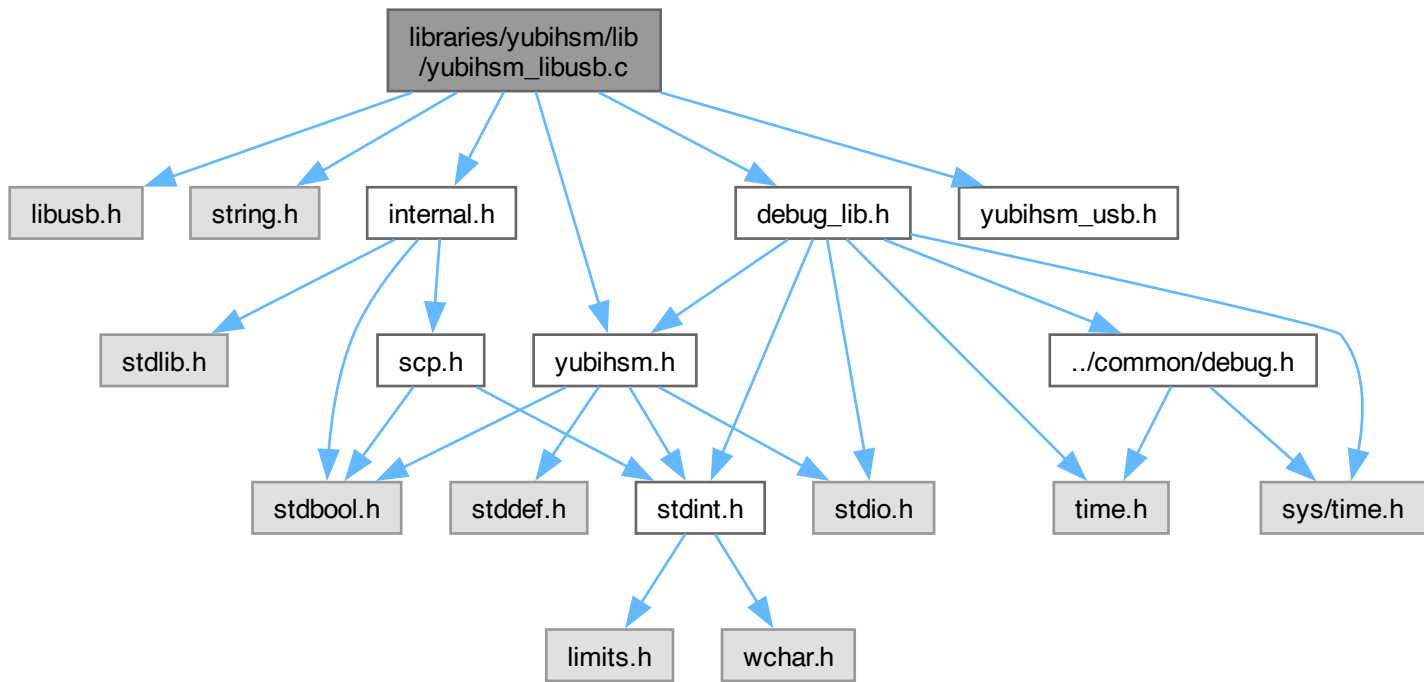 libraries/yubihsm/lib
/yubihsm_libusb.c
libusb.h
string.h
internal.h
debug_lib.h
yubihsm_usb.h
stdlib.h
scp.h
yubihsm.h
../common/debug.h
stdbool.h
stddef.h
stdint.h
stdio.h
time.h
sys/time.h
limits.h
wchar.h